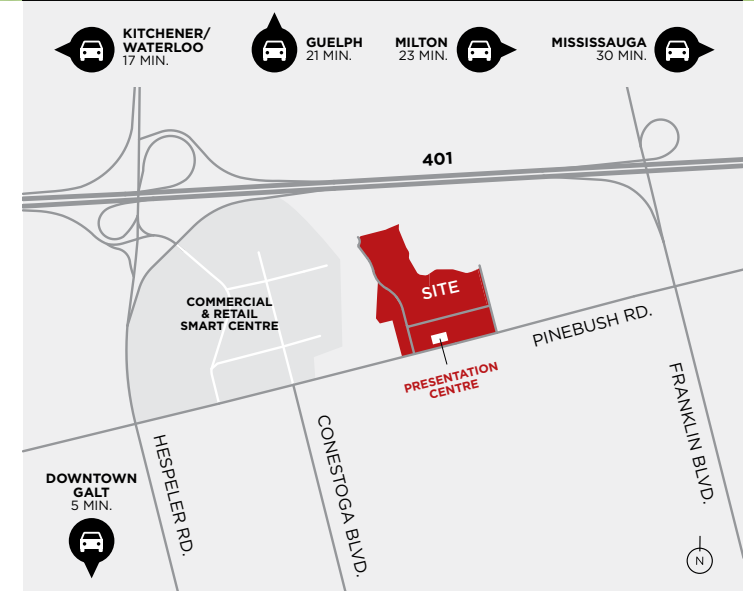 KITCHENER/
WATERLOO
17 MIN.
GUELPH
21 MIN.
MILTON
23 MIN.
MISSISSAUGA
30 MIN.
401
COMMERCIAL
& RETAIL
SMART CENTRE
SITE
PINEBUSH RD.
PRESENTATION
CENTRE
HESPELER RD.
CONESTOGA BLVD.
FRANKLIN BLVD.
DOWNTOWN
GALT
5 MIN.
N